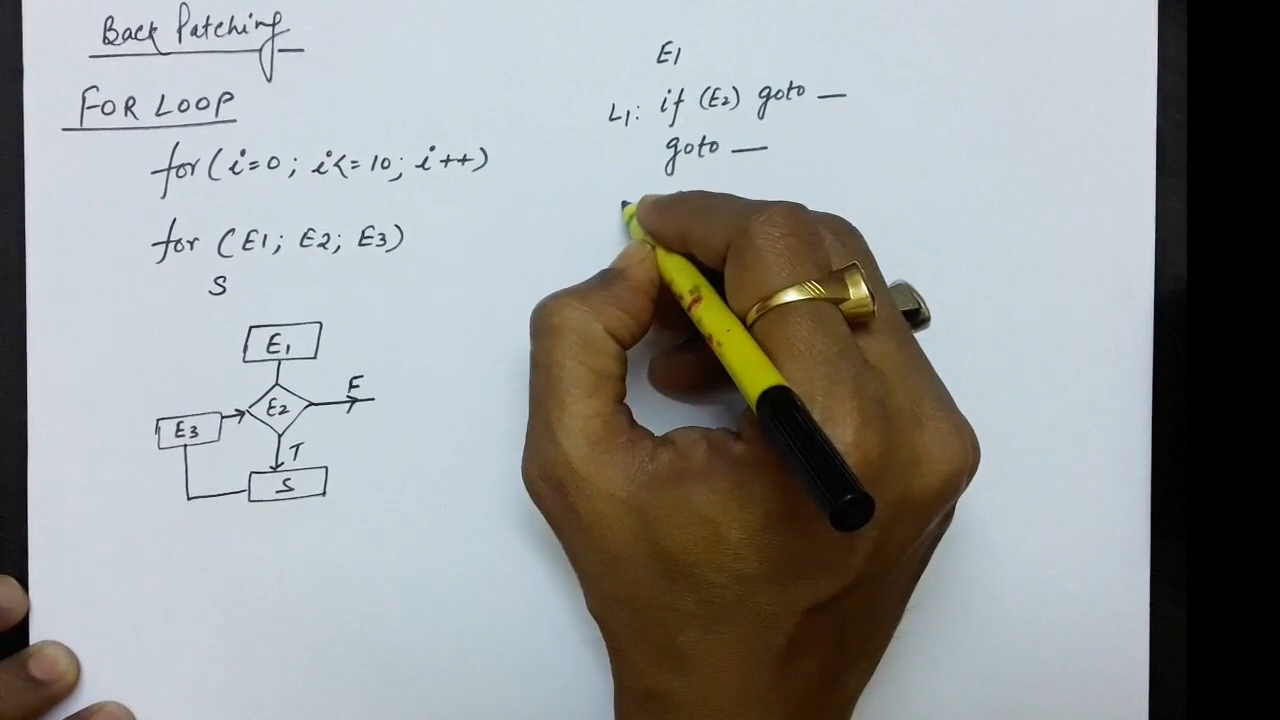 Back Patching
FOR LOOP
for (i=0; i<=10; i++)
for (E1; E2; E3)
S
E1
E2
F
E3
T
S
E1
L1: if (E2) goto —
goto —